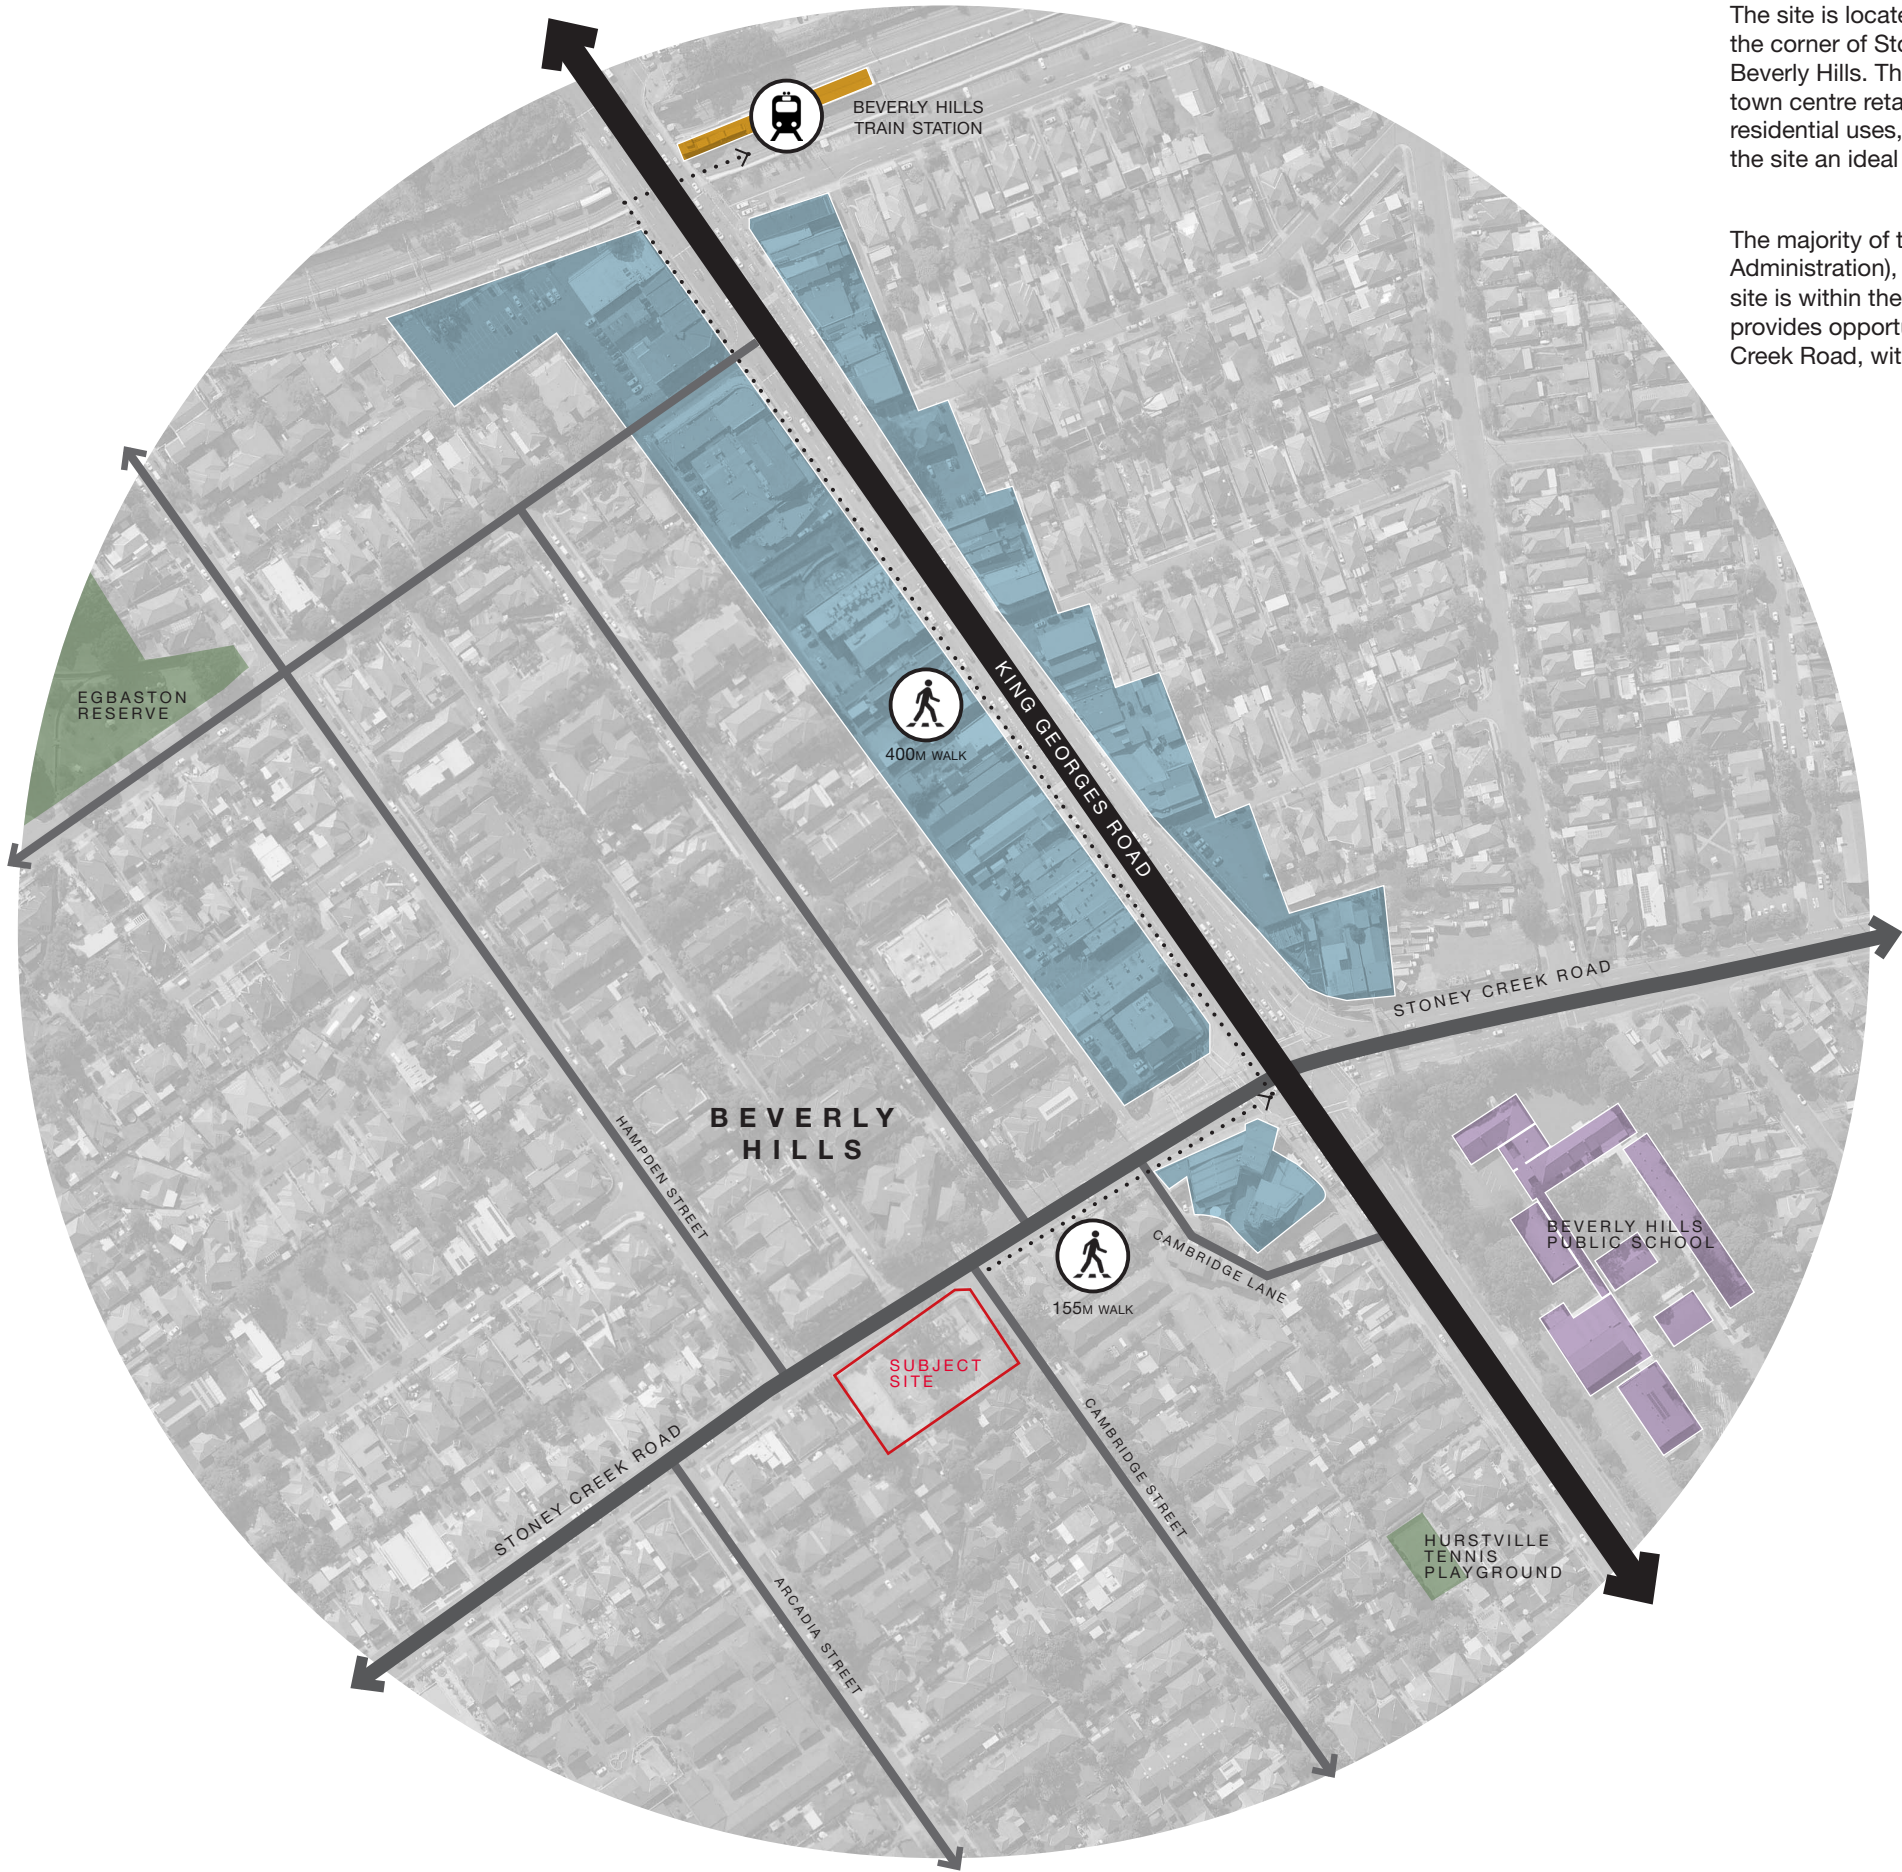 The site is locate
the corner of Sto
Beverly Hills. Th
town centre reta
residential uses,
the site an ideal
The majority of t
Administration),
site is within the
provides opportu
Creek Road, wit
BEVERLY HILLS
TRAIN STATION
EGBASTON
RESERVE
400M WALK
KING GEORGES ROAD
STONEY CREEK ROAD
BEVERLY
HILLS
HAMPDEN STREET
BEVERLY HILLS
PUBLIC SCHOOL
CAMBRIDGE LANE
155M WALK
SUBJECT
SITE
CAMBRIDGE STREET
STONEY CREEK ROAD
HURSTVILLE
TENNIS
PLAYGROUND
ARCADIA STREET